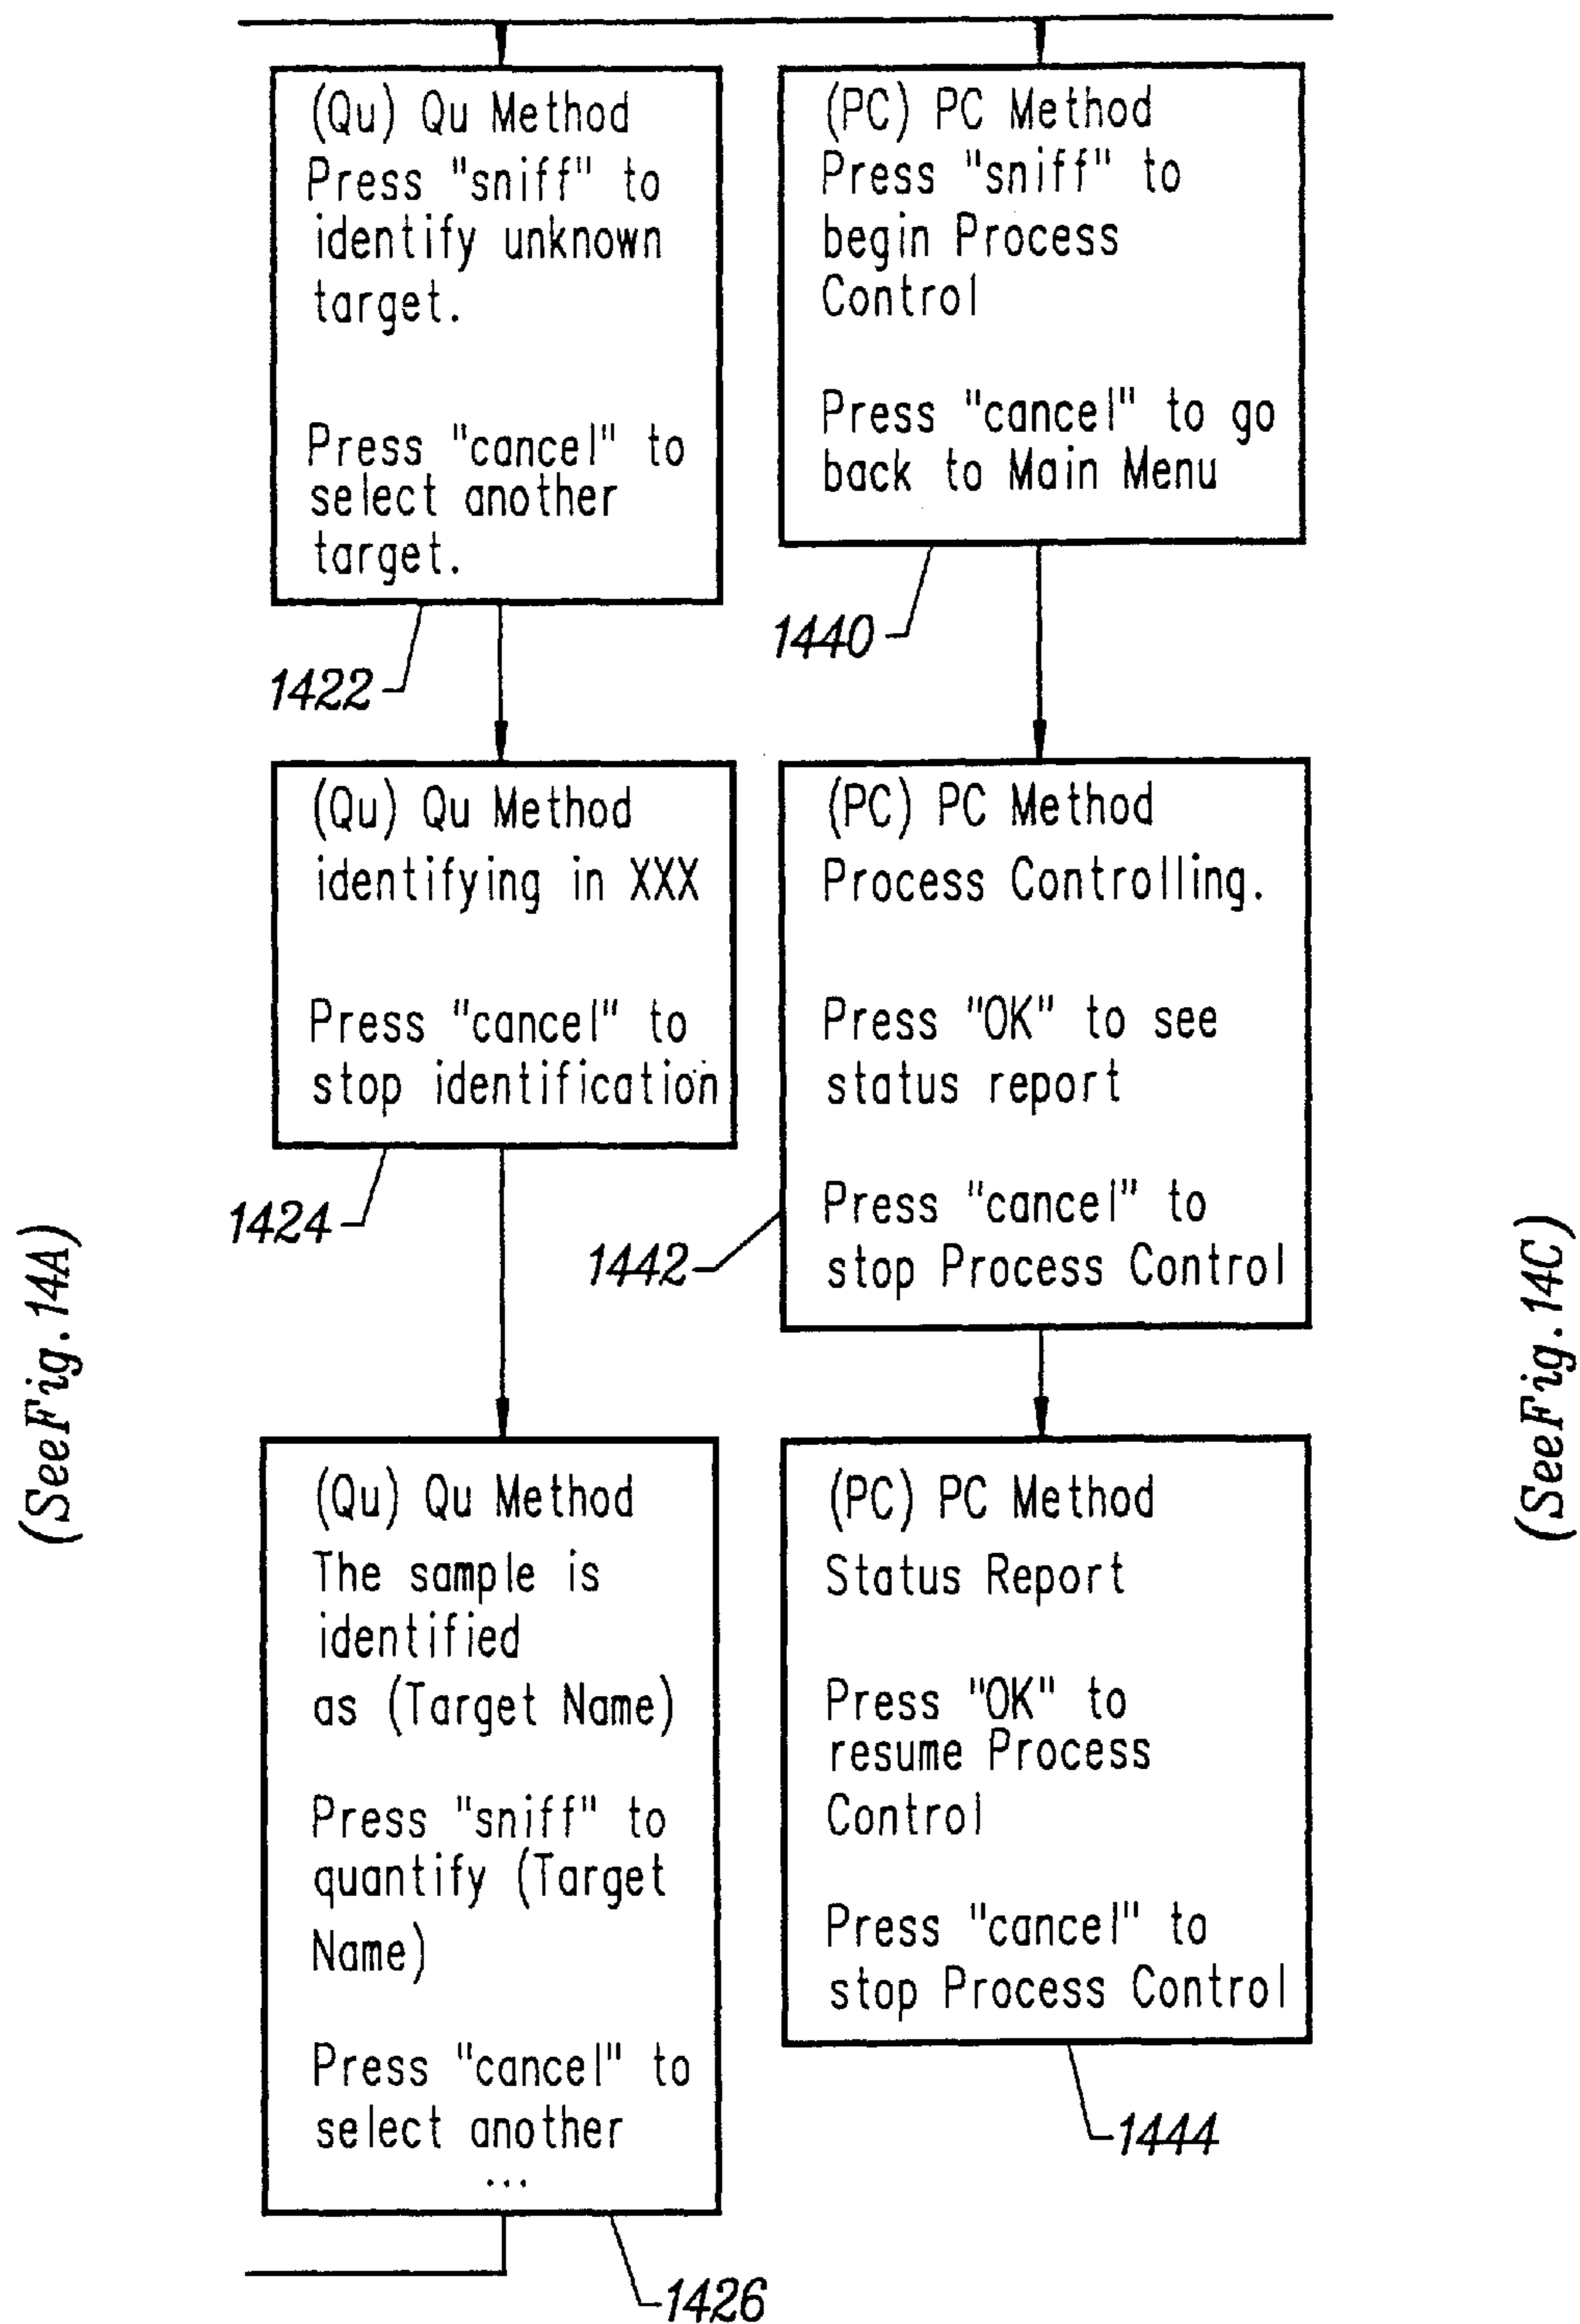 (Qu) Qu Method
Press "sniff" to
identify unknown
target.
Press "cancel" to
select another
target.
1422
(Qu) Qu Method
identifying in XXX
Press "cancel" to
stop identification
1424
(Qu) Qu Method
The sample is
identified
as (Target Name)
Press "sniff" to
quantify (Target
Name)
Press "cancel" to
select another
...
1426
(PC) PC Method
Press "sniff" to
begin Process
Control
Press "cancel" to go
back to Main Menu
1440
(PC) PC Method
Process Controlling.
Press "OK" to see
status report
Press "cancel" to
stop Process Control
1442
(PC) PC Method
Status Report
Press "OK" to
resume Process
Control
Press "cancel" to
stop Process Control
1444
(See Fig. 14A)
(See Fig. 14C)